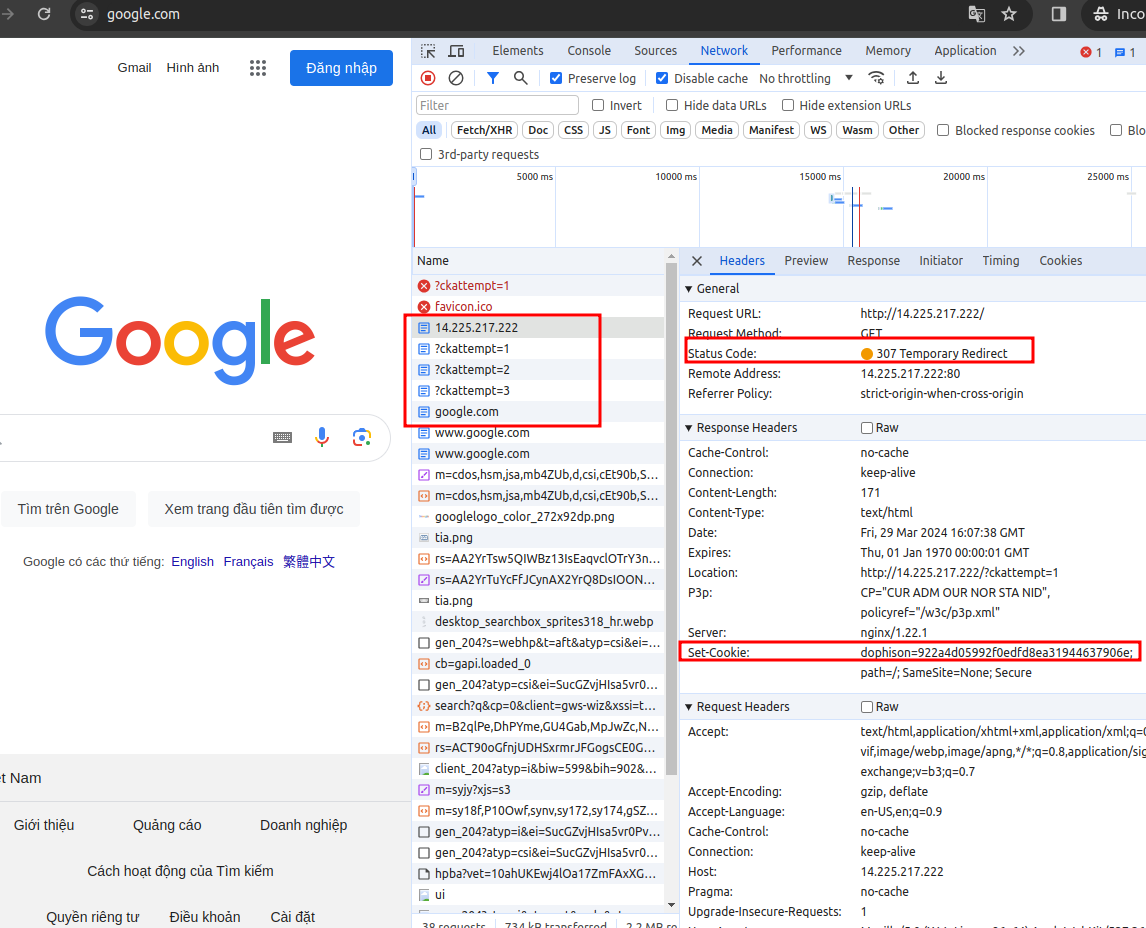 google.com
Inco
Gmail Hình ảnh
Đăng nhập
Google
Tìm trên Google
Xem trang đầu tiên tìm được
Google có các thứ tiếng: English Français 繁體中文
t Nam
Giới thiệu Quảng cáo Doanh nghiệp
Cách hoạt động của Tìm kiếm
Quyền riêng tư Điều khoản Cài đặt
Elements Console Sources Network Performance Memory Application 1 1
Preserve log Disable cache No throttling
Filter Invert Hide data URLs Hide extension URLs
All Fetch/XHR Doc CSS JS Font Img Media Manifest WS Wasm Other Blocked response cookies Blo
3rd-party requests
5000 ms 10000 ms 15000 ms 20000 ms 25000 ms
Name
?ckattempt=1
favicon.ico
14.225.217.222
?ckattempt=1
?ckattempt=2
?ckattempt=3
google.com
www.google.com
www.google.com
m=cdos,hsm,jsa,mb4ZUb,d,csi,cEt90b,S…
m=cdos,hsm,jsa,mb4ZUb,d,csi,cEt90b,S…
googlelogo_color_272x92dp.png
tia.png
rs=AA2YrTsw5QIWBz13IsEaqvclOTrY3n…
rs=AA2YrTuYcFfJCynAX2YrQ8DsIOON…
tia.png
desktop_searchbox_sprites318_hr.webp
gen_204?s=webhp&t=aft&atyp=csi&ei=…
cb=gapi.loaded_0
gen_204?atyp=csi&ei=SucGZvjHIsa5vr0…
search?q&cp=0&client=gws-wiz&xssi=t…
m=B2qlPe,DhPYme,GU4Gab,MpJwZc,N…
rs=ACT90oGfnjUDHSxrmrJFGogsCE0G…
client_204?atyp=i&biw=599&bih=902&…
m=syjy?xjs=s3
m=sy18f,P10Owf,synv,sy172,sy174,gSZ…
gen_204?atyp=i&ei=SucGZvjHIsa5vr0Pv…
gen_204?atyp=csi&ei=SucGZvjHIsa5vr0…
hpba?vet=10ahUKEwj4lOa17ZmFAxXG…
ui
38 requests 734 kB transferred 2.2 MB re
Headers Preview Response Initiator Timing Cookies
General
Request URL: http://14.225.217.222/
Request Method: GET
Status Code: 307 Temporary Redirect
Remote Address: 14.225.217.222:80
Referrer Policy: strict-origin-when-cross-origin
Response Headers Raw
Cache-Control: no-cache
Connection: keep-alive
Content-Length: 171
Content-Type: text/html
Date: Fri, 29 Mar 2024 16:07:38 GMT
Expires: Thu, 01 Jan 1970 00:00:01 GMT
Location: http://14.225.217.222/?ckattempt=1
P3p: CP="CUR ADM OUR NOR STA NID",
policyref="/w3c/p3p.xml"
Server: nginx/1.22.1
Set-Cookie: dophison=922a4d05992f0edfd8ea31944637906e;
path=/; SameSite=None; Secure
Request Headers Raw
Accept: text/html,application/xhtml+xml,application/xml;q=0
vif,image/webp,image/apng,*/*;q=0.8,application/sig
exchange;v=b3;q=0.7
Accept-Encoding: gzip, deflate
Accept-Language: en-US,en;q=0.9
Cache-Control: no-cache
Connection: keep-alive
Host: 14.225.217.222
Pragma: no-cache
Upgrade-Insecure-Requests: 1